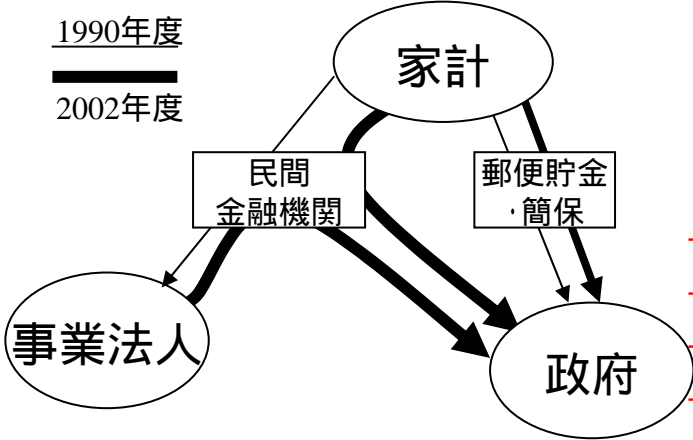 1990年度
2002年度
家計
民間
金融機関
郵便貯金
・簡保
事業法人
政府